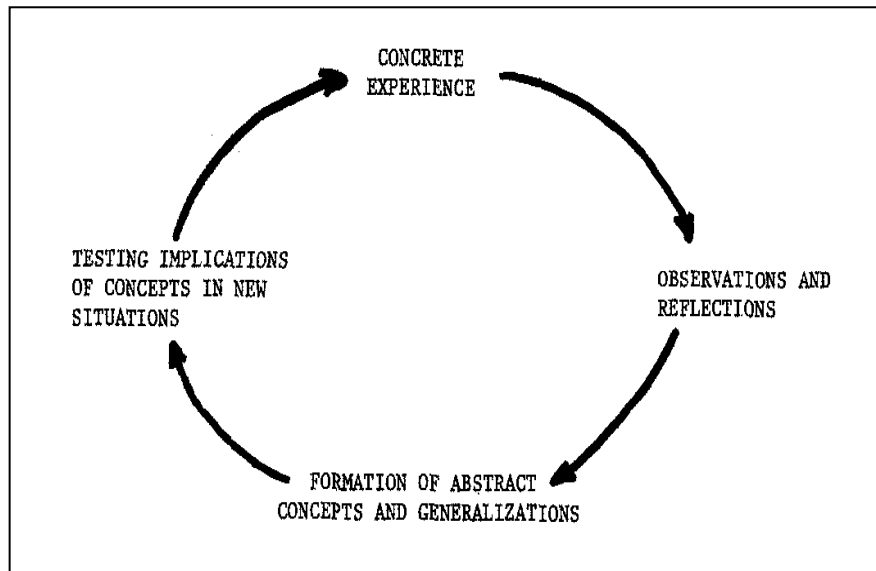 CONCRETE
EXPERIENCE
OBSERVATIONS AND
REFLECTIONS
FORMATION OF ABSTRACT
CONCEPTS AND GENERALIZATIONS
TESTING IMPLICATIONS
OF CONCEPTS IN NEW
SITUATIONS